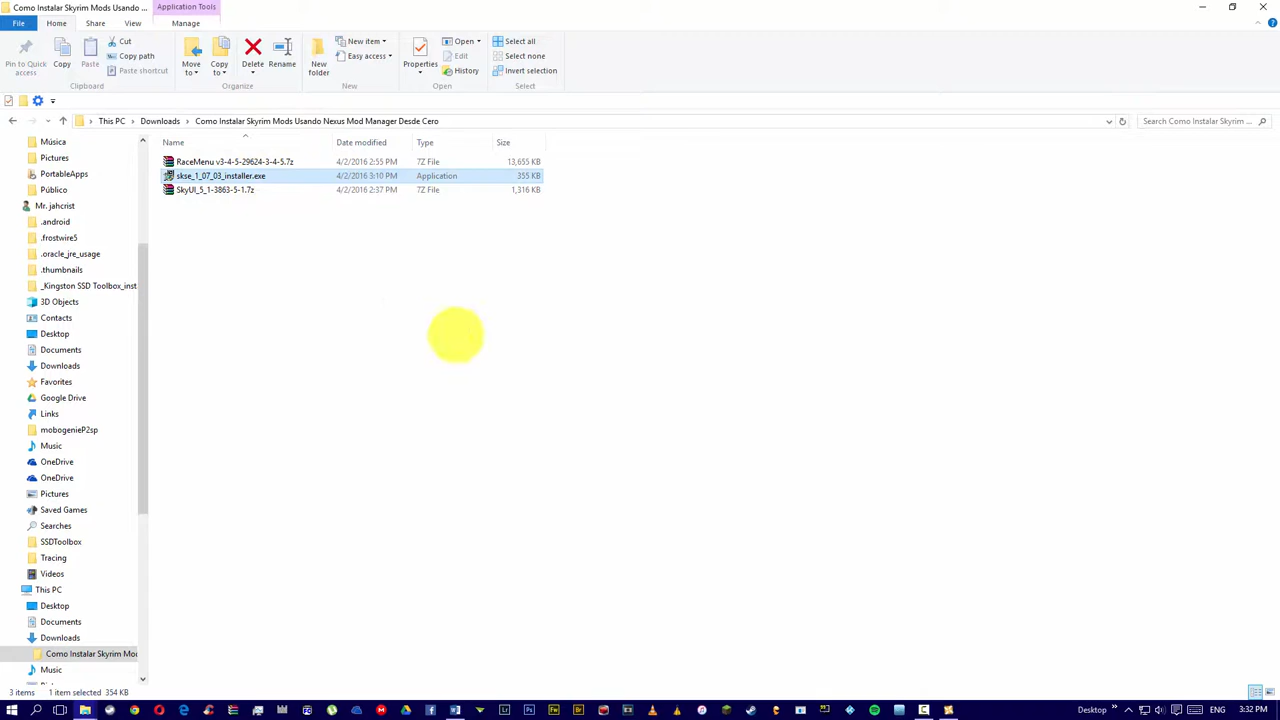 Como Instalar Skyrim Mods Usando ...
Application Tools
File
Home
Share
View
Manage
Pin to Quick access
Copy
Paste
Cut
Copy path
Paste shortcut
Clipboard
Move to
Copy to
Delete
Rename
Organize
New folder
New item
Easy access
New
Properties
Open
Edit
History
Open
Select all
Select none
Invert selection
Select
This PC
Downloads
Como Instalar Skyrim Mods Usando Nexus Mod Manager Desde Cero
Search Como Instalar Skyrim ...
Name
Date modified
Type
Size
RaceMenu v3-4-5-29624-3-4-5.7z
4/2/2016 2:55 PM
7Z File
13,655 KB
skse_1_07_03_installer.exe
4/2/2016 3:10 PM
Application
355 KB
SkyUI_5_1-3863-5-1.7z
4/2/2016 2:37 PM
7Z File
1,316 KB
Música
Pictures
PortableApps
Público
Mr. jahcrist
.android
.frostwire5
.oracle_jre_usage
.thumbnails
_Kingston SSD Toolbox_inst
3D Objects
Contacts
Desktop
Documents
Downloads
Favorites
Google Drive
Links
mobogenieP2sp
Music
OneDrive
OneDrive
Pictures
Saved Games
Searches
SSDToolbox
Tracing
Videos
This PC
Desktop
Documents
Downloads
Como Instalar Skyrim Mod
Music
3 items
1 item selected 354 KB
Desktop
3:32 PM